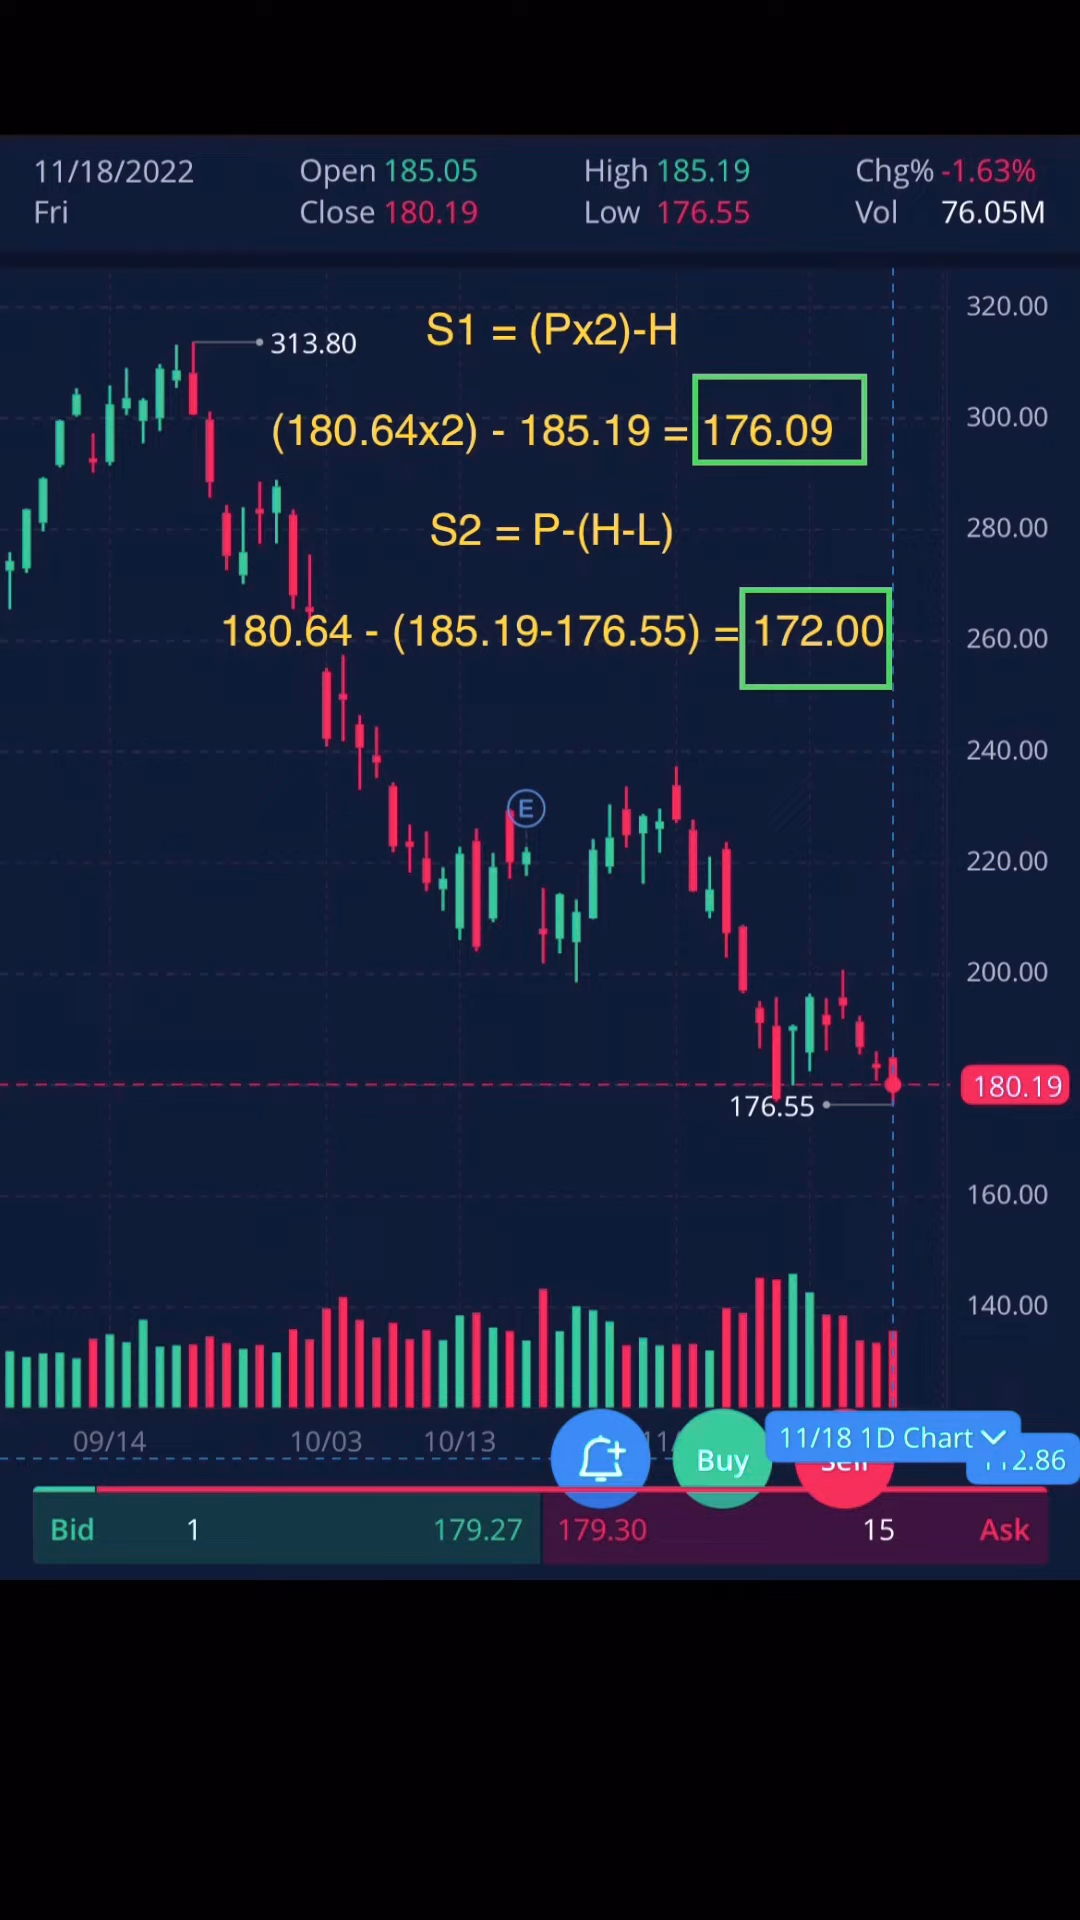 11/18/2022 Open 185.05 High 185.19 Chg% -1.63%
Fri Close 180.19 Low 176.55 Vol 76.05M
320.00
S1 = (Px2)-H
313.80
300.00
(180.64x2) - 185.19 = 176.09
280.00
S2 = P-(H-L)
260.00
180.64 - (185.19-176.55) = 172.00
240.00
E
220.00
200.00
180.19
176.55
160.00
140.00
09/14 10/03 10/13
11/18 1D Chart
Buy
2.86
Bid 1 179.27 179.30 15 Ask